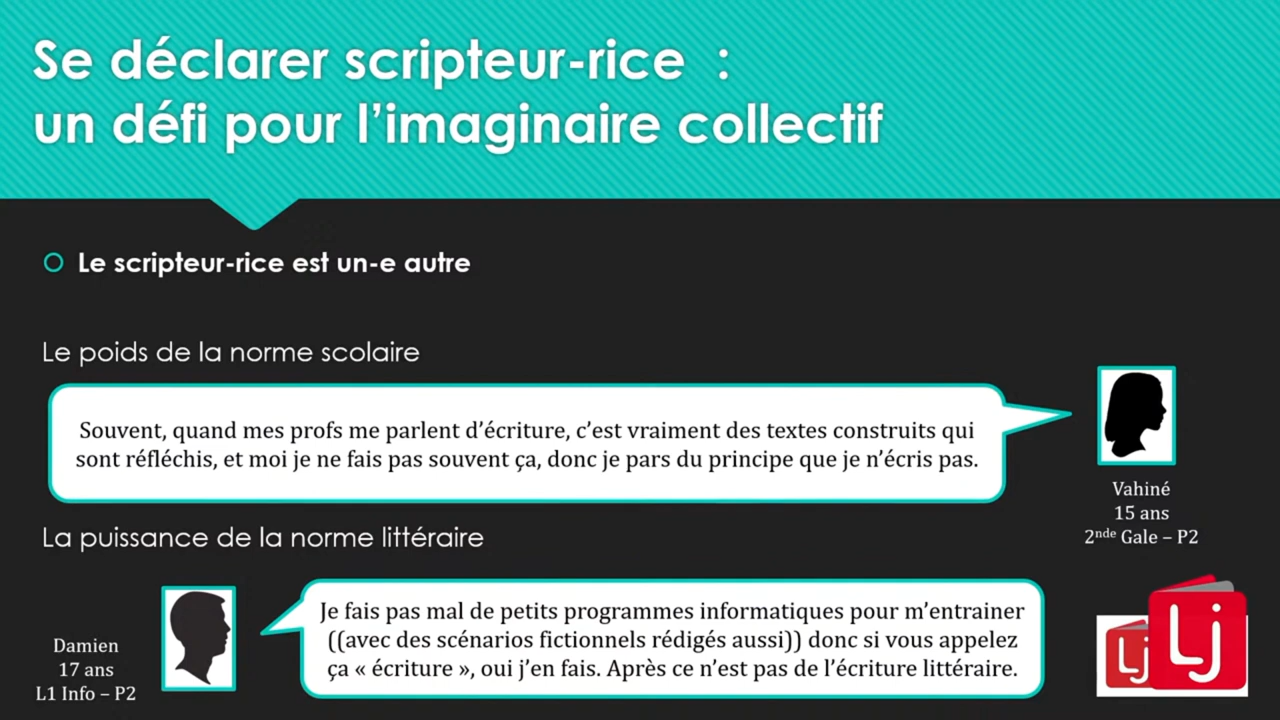 Se déclarer scripteur-rice :
un défi pour l’imaginaire collectif
Le scripteur-rice est un-e autre
Le poids de la norme scolaire
Souvent, quand mes profs me parlent d’écriture, c’est vraiment des textes construits qui
sont réfléchis, et moi je ne fais pas souvent ça, donc je pars du principe que je n’écris pas.
Vahiné
15 ans
2nde Gale – P2
La puissance de la norme littéraire
Je fais pas mal de petits programmes informatiques pour m’entrainer
((avec des scénarios fictionnels rédigés aussi)) donc si vous appelez
ça « écriture », oui j’en fais. Après ce n’est pas de l’écriture littéraire.
Damien
17 ans
L1 Info – P2
Lj
Lj